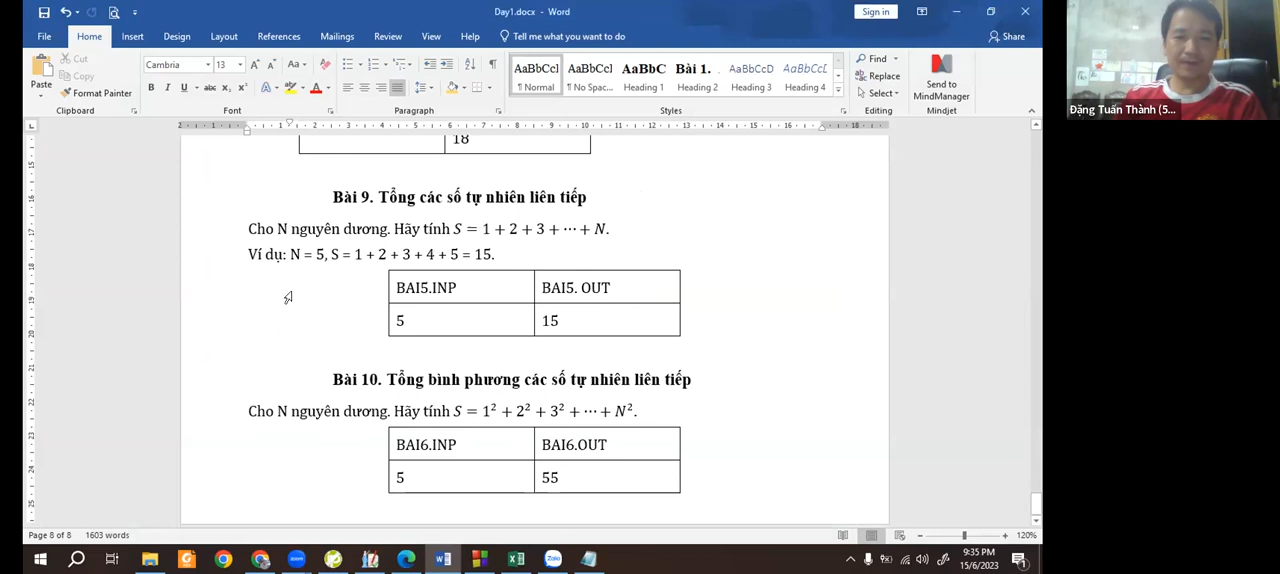 Day1.docx - Word
Sign in
File Home Insert Design Layout References Mailings Review View Help Tell me what you want to do Share
Paste Cut
Copy
Format Painter
Clipboard
Cambria 13
Font
Paragraph
AaBbCcI AaBbCcI AaBbC Bài 1. AaBbCcD AaBbCcI
¶ Normal ¶ No Spac... Heading 1 Heading 2 Heading 3 Heading 4
Styles
Find
Replace
Select
Editing
Send to
MindManager
Mindjet
Đặng Tuấn Thành (5...
18
Bài 9. Tổng các số tự nhiên liên tiếp
Cho N nguyên dương. Hãy tính S = 1 + 2 + 3 + ⋯ + N.
Ví dụ: N = 5, S = 1 + 2 + 3 + 4 + 5 = 15.
BAI5.INP BAI5. OUT
5 15
Bài 10. Tổng bình phương các số tự nhiên liên tiếp
Cho N nguyên dương. Hãy tính S = 1² + 2² + 3² + ⋯ + N².
BAI6.INP BAI6.OUT
5 55
Page 8 of 8 1603 words
120%
9:35 PM
15/6/2023